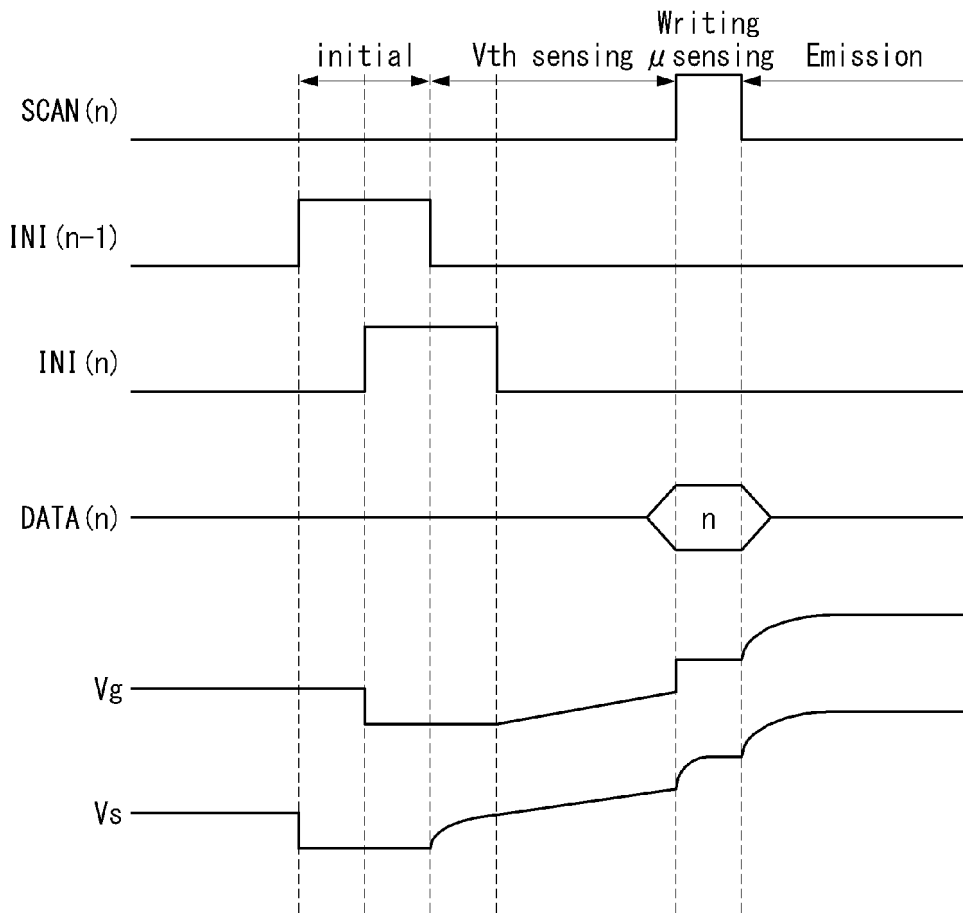 Writing
initial Vth sensing μ sensing Emission
SCAN(n)
INI(n-1)
INI(n)
DATA(n) n
Vg
Vs